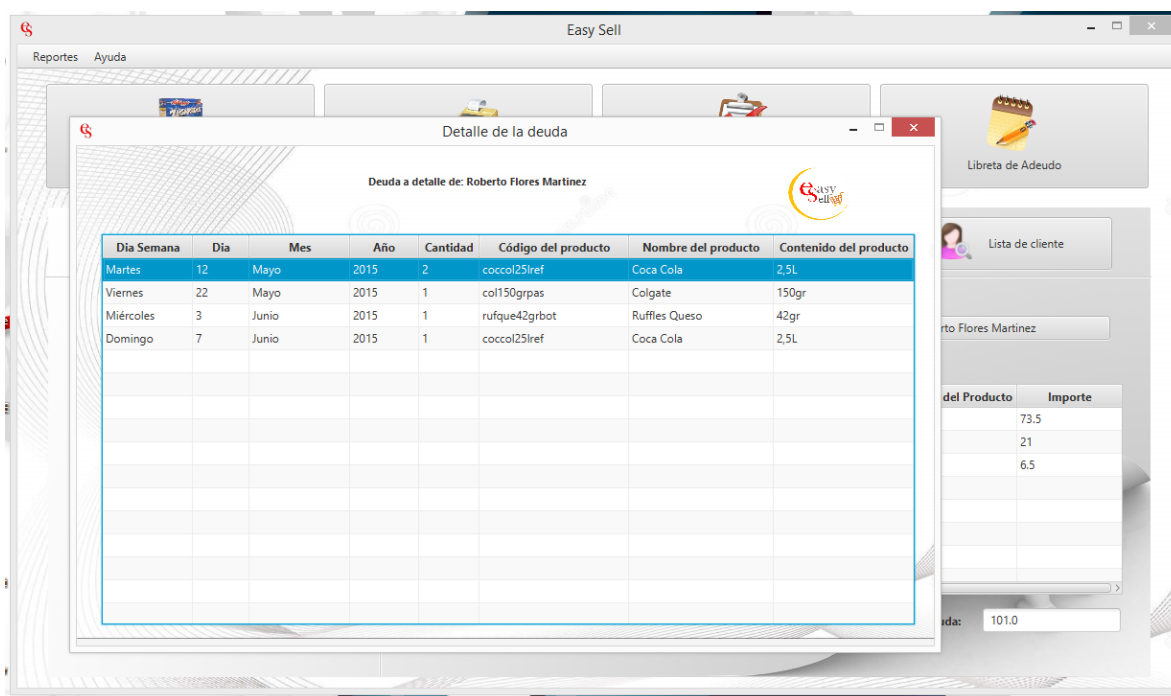 Easy Sell
Reportes Ayuda
Detalle de la deuda
Libreta de Adeudo
Deuda a detalle de: Roberto Flores Martinez
easy
Sell
Lista de cliente
Dia Semana Dia Mes Año Cantidad Código del producto Nombre del producto Contenido del producto
Martes 12 Mayo 2015 2 coccol25lref Coca Cola 2,5L
Viernes 22 Mayo 2015 1 col150grpas Colgate 150gr
Miércoles 3 Junio 2015 1 rufque42grbot Ruffles Queso 42gr
Domingo 7 Junio 2015 1 coccol25lref Coca Cola 2,5L
rto Flores Martinez
del Producto Importe
73.5
21
6.5
uda: 101.0